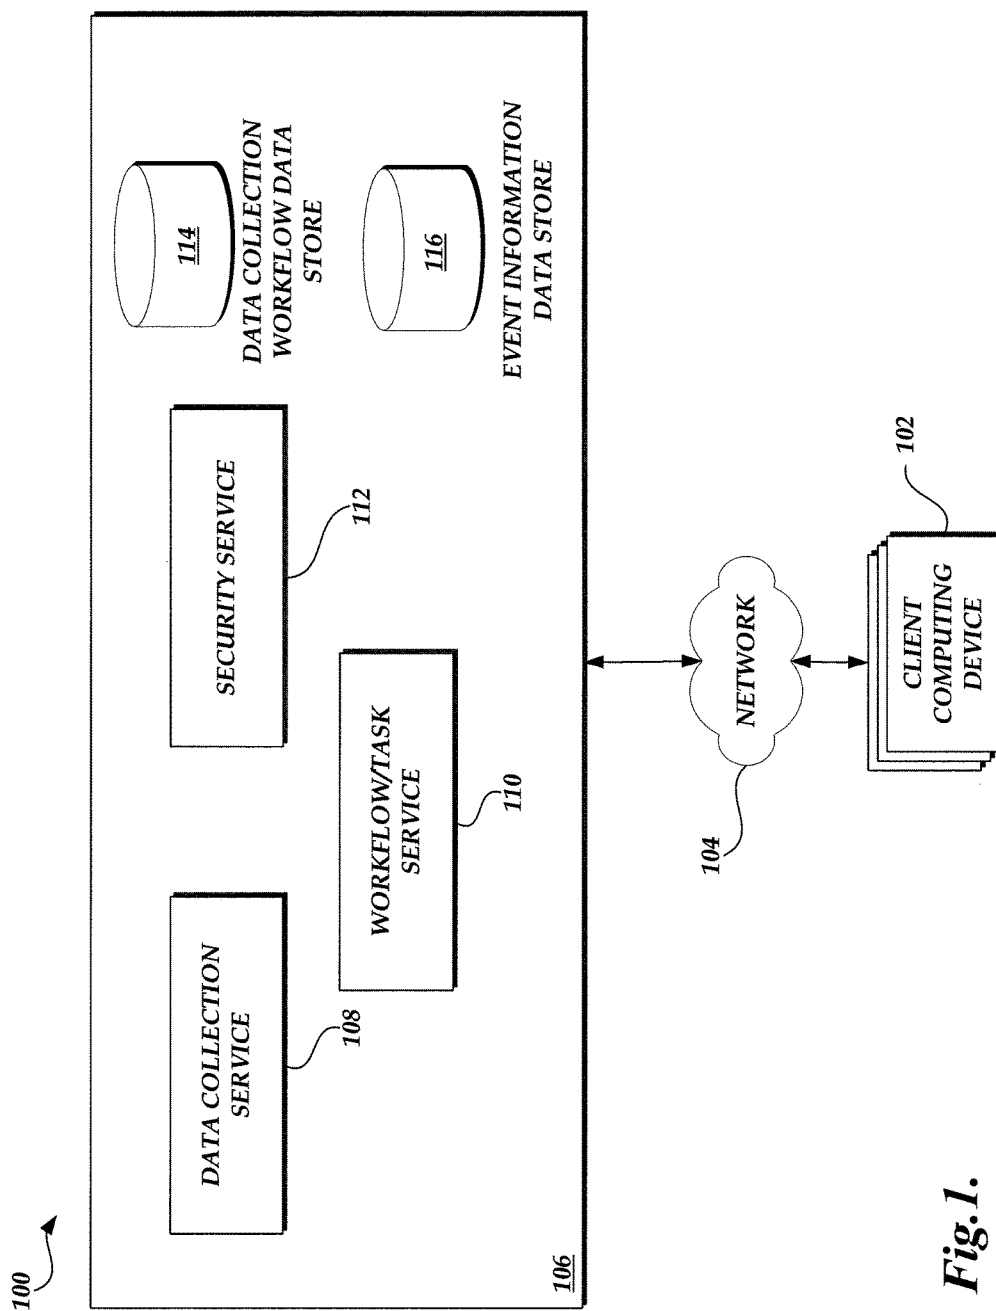 100
DATA COLLECTION
SERVICE
108
WORKFLOW/TASK
SERVICE
110
SECURITY SERVICE
112
114
DATA COLLECTION
WORKFLOW DATA
STORE
116
EVENT INFORMATION
DATA STORE
106
104
NETWORK
CLIENT
COMPUTING
DEVICE
102
Fig.1.